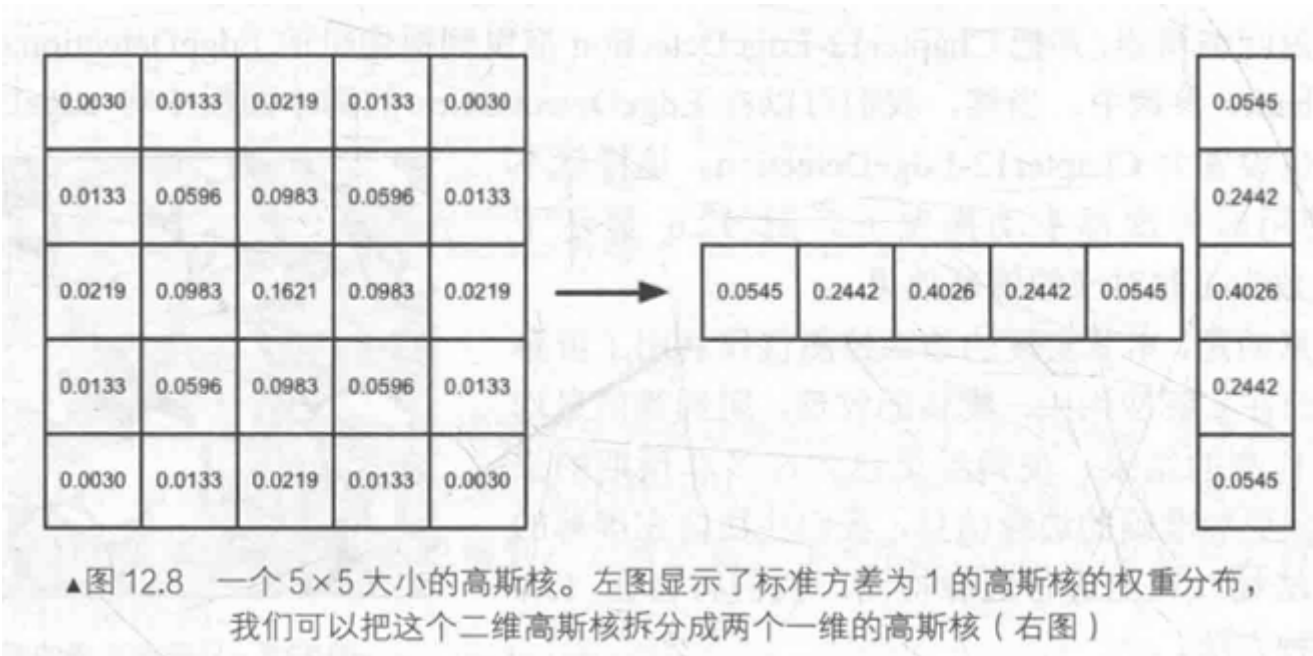 0.0030 0.0133 0.0219 0.0133 0.0030
0.0133 0.0596 0.0983 0.0596 0.0133
0.0219 0.0983 0.1621 0.0983 0.0219
0.0133 0.0596 0.0983 0.0596 0.0133
0.0030 0.0133 0.0219 0.0133 0.0030
0.0545 0.2442 0.4026 0.2442 0.0545
0.0545
0.2442
0.4026
0.2442
0.0545
▲图 12.8 一个 5×5 大小的高斯核。左图显示了标准方差为 1 的高斯核的权重分布，
我们可以把这个二维高斯核拆分成两个一维的高斯核（右图）